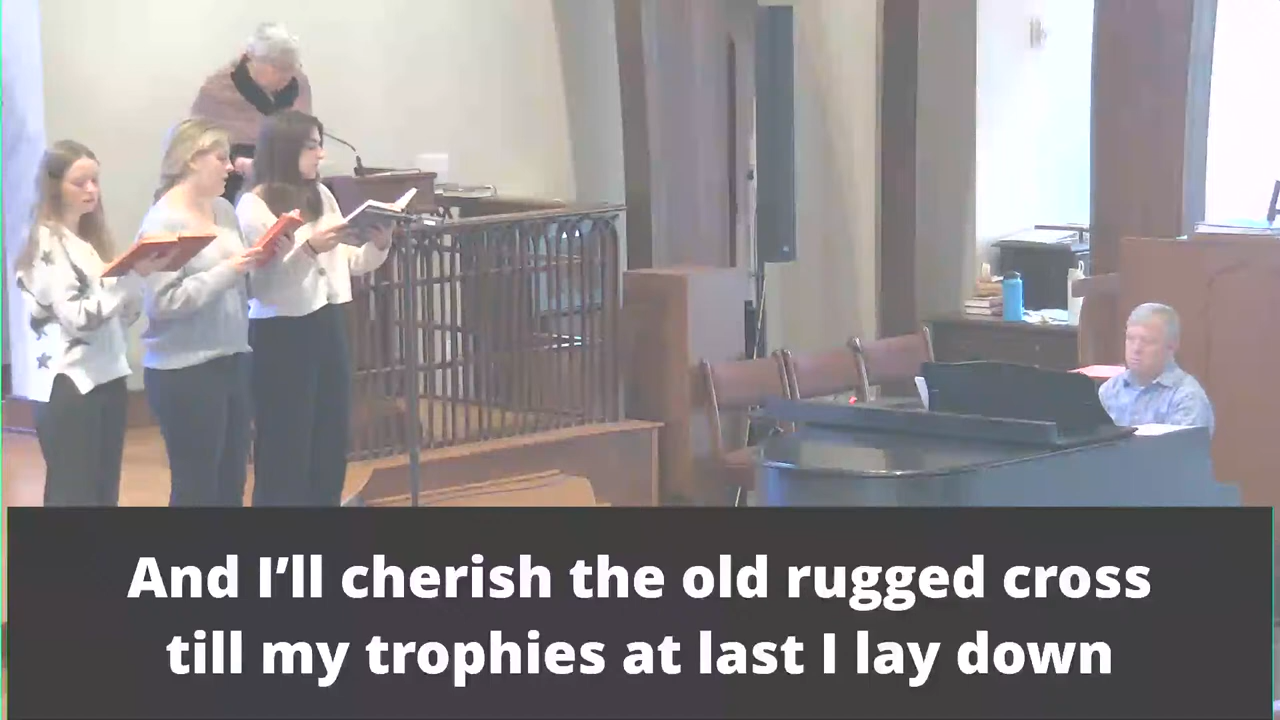 And I’ll cherish the old rugged cross
till my trophies at last I lay down